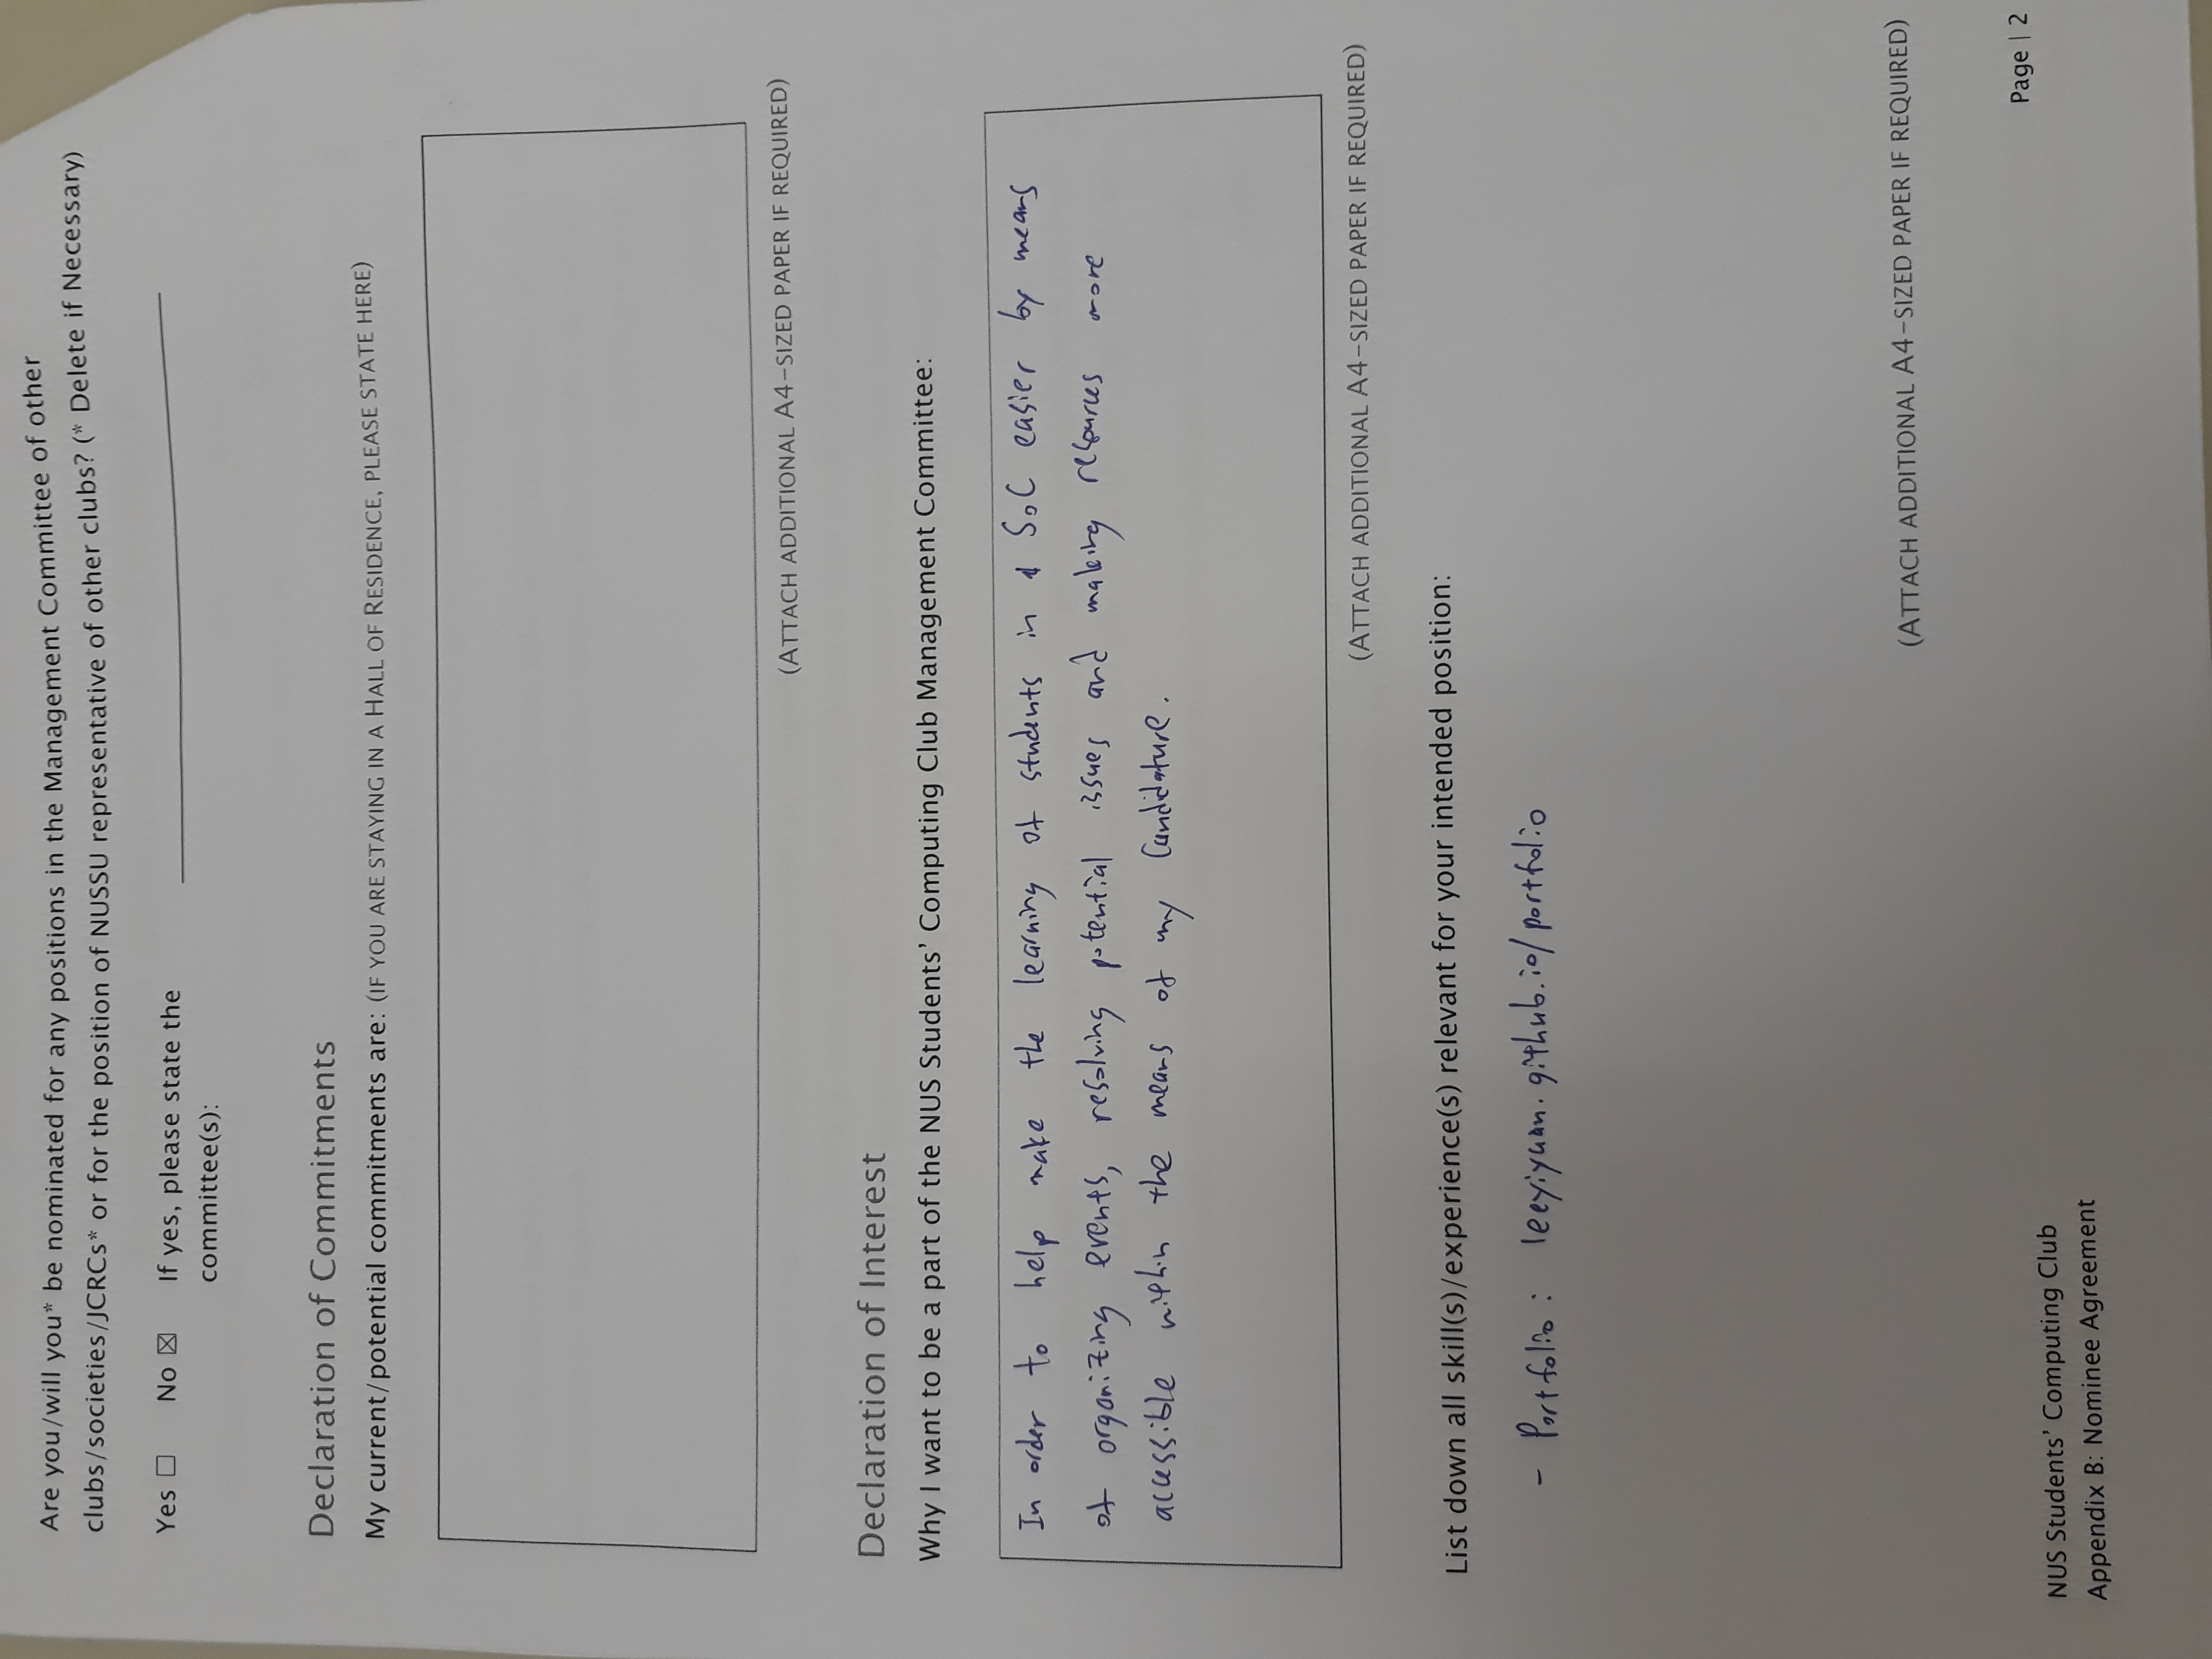 Are you/will you* be nominated for any positions in the Management Committee of other
clubs/societies/JCRCs* or for the position of NUSSU representative of other clubs? (* Delete if Necessary)
Yes ☐ No ☒ If yes, please state the
committee(s):
Declaration of Commitments
My current/potential commitments are: (IF YOU ARE STAYING IN A HALL OF RESIDENCE, PLEASE STATE HERE)
(ATTACH ADDITIONAL A4-SIZED PAPER IF REQUIRED)
Declaration of Interest
Why I want to be a part of the NUS Students' Computing Club Management Committee:
In order to help make the learning of students in SoC easier by means
of organizing events, resolving potential issues and making resources more
accessible within the means of my Candidature.
(ATTACH ADDITIONAL A4-SIZED PAPER IF REQUIRED)
List down all skill(s)/experience(s) relevant for your intended position:
- Portfolio: leeyiyuan.github.io/portfolio
(ATTACH ADDITIONAL A4-SIZED PAPER IF REQUIRED)
Page | 2
NUS Students' Computing Club
Appendix B: Nominee Agreement